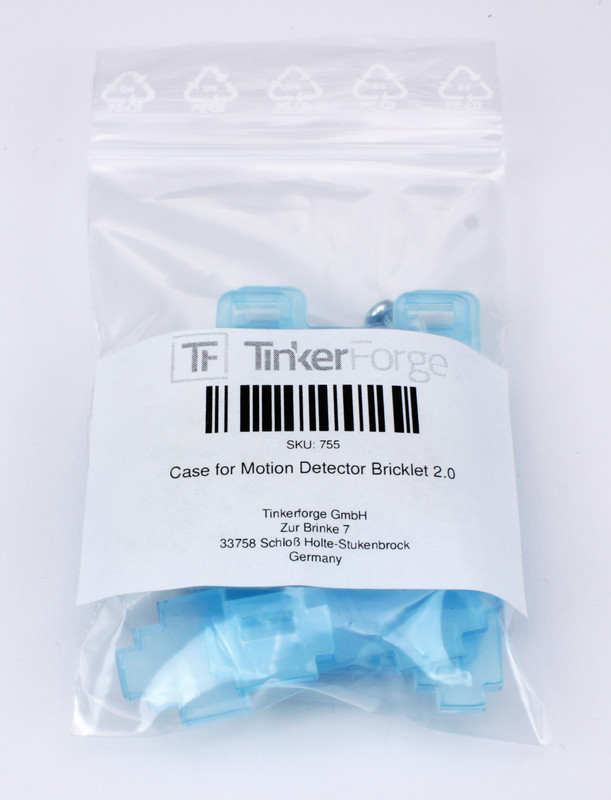 TF TinkerForge
SKU: 755
Case for Motion Detector Bricklet 2.0
Tinkerforge GmbH
Zur Brinke 7
33758 Schloß Holte-Stukenbrock
Germany